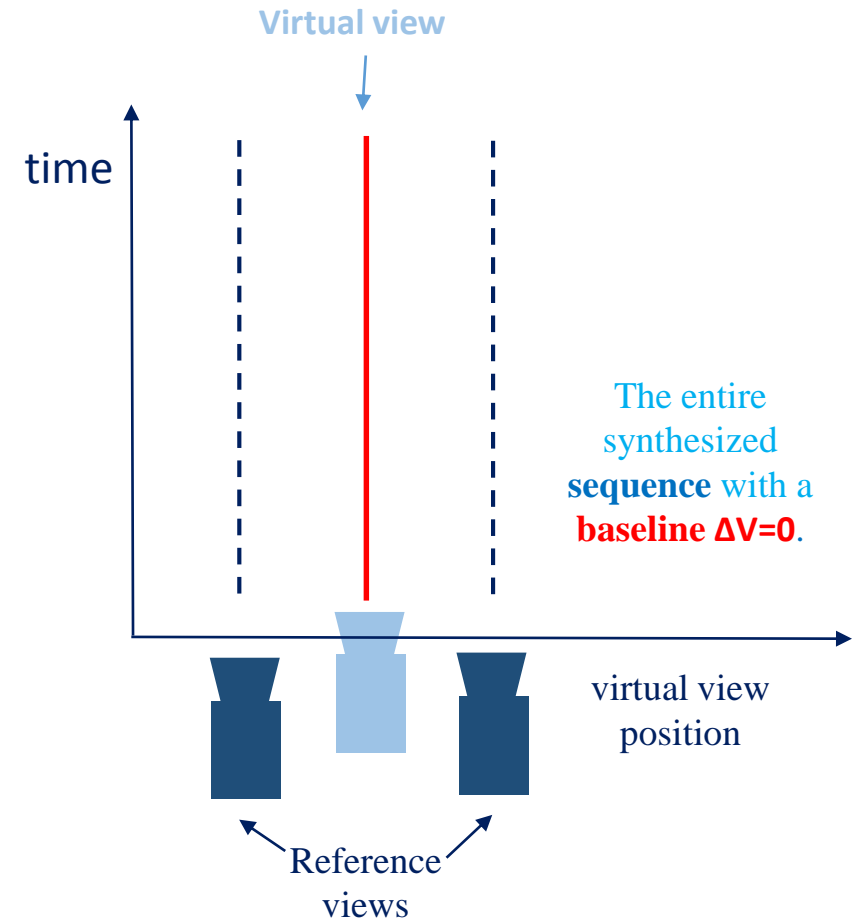 Virtual view
time
The entire
synthesized
sequence with a
baseline ΔV=0.
virtual view
position
Reference
views